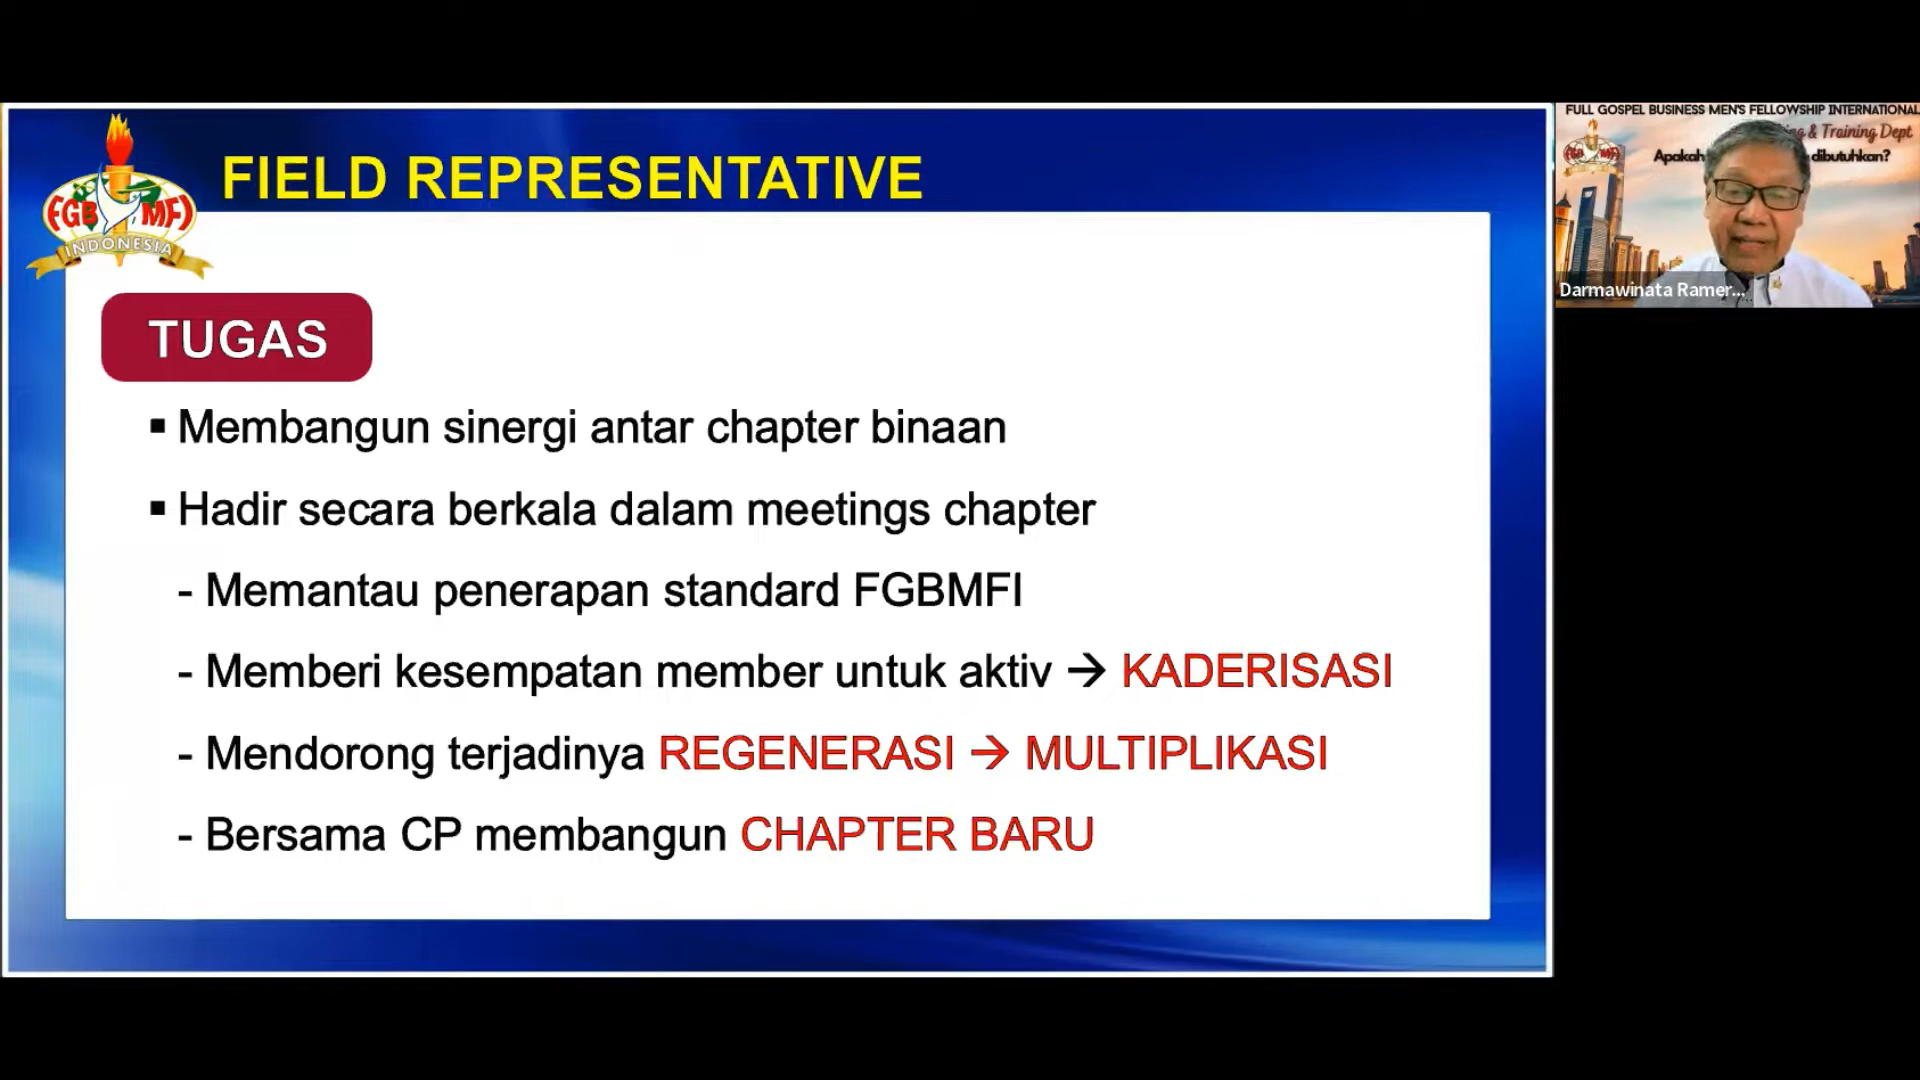 FGB MFI
INDONESIA
FIELD REPRESENTATIVE
TUGAS
▪ Membangun sinergi antar chapter binaan
▪ Hadir secara berkala dalam meetings chapter
- Memantau penerapan standard FGBMFI
- Memberi kesempatan member untuk aktiv → KADERISASI
- Mendorong terjadinya REGENERASI → MULTIPLIKASI
- Bersama CP membangun CHAPTER BARU
FULL GOSPEL BUSINESS MEN'S FELLOWSHIP INTERNATIONAL
& Training Dept
Apakah dibutuhkan?
Darmawinata Ramer...